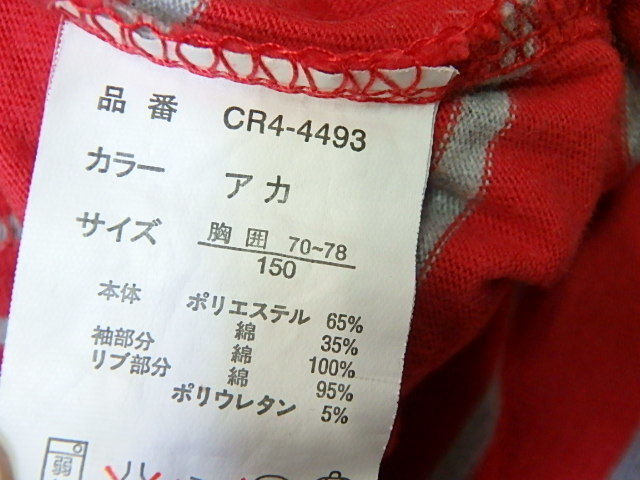 品番 CR4-4493
カラー アカ
サイズ 胸囲 70~78
150
本体 ポリエステル 65%
綿 35%
袖部分 綿 100%
リブ部分 綿 95%
ポリウレタン 5%
弱